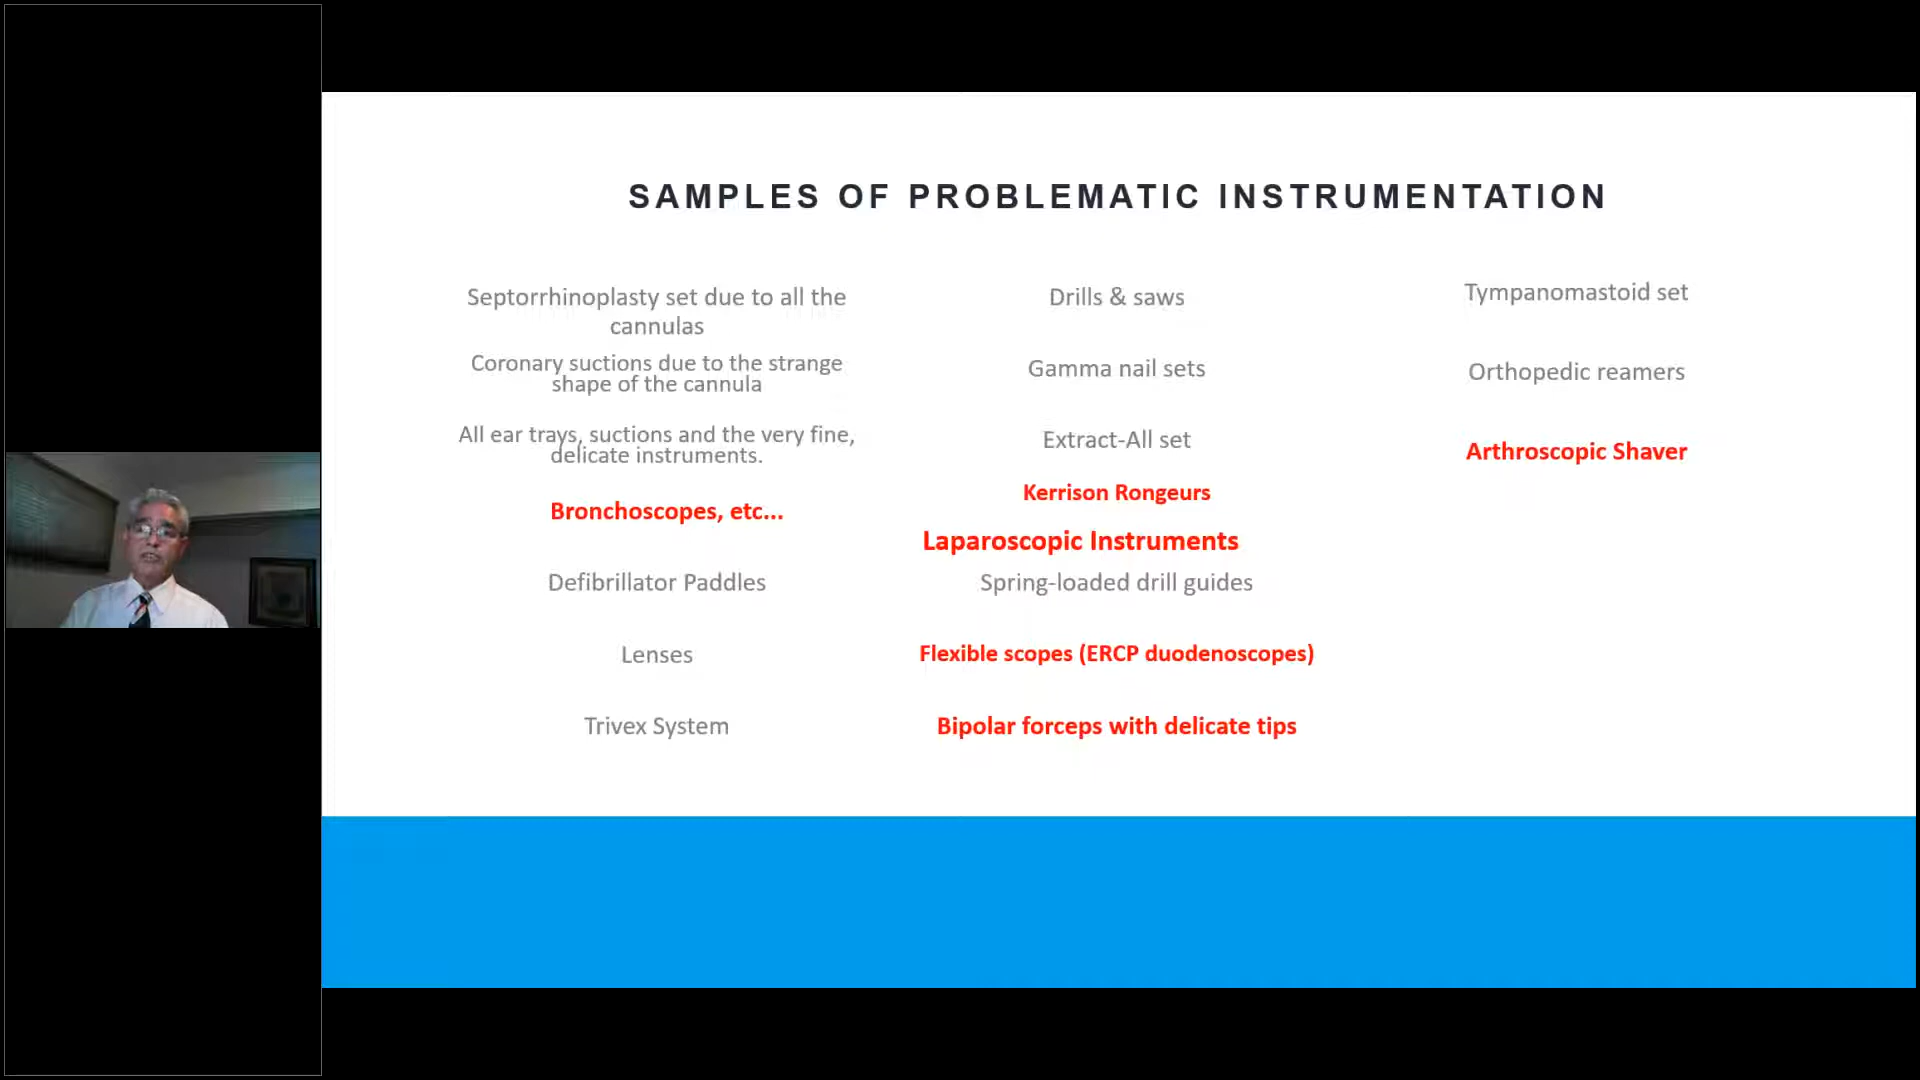 SAMPLES OF PROBLEMATIC INSTRUMENTATION
Septorrhinoplasty set due to all the
cannulas
Coronary suctions due to the strange
shape of the cannula
All ear trays, suctions and the very fine,
delicate instruments.
Bronchoscopes, etc...
Defibrillator Paddles
Lenses
Trivex System
Drills & saws
Gamma nail sets
Extract-All set
Kerrison Rongeurs
Laparoscopic Instruments
Spring-loaded drill guides
Flexible scopes (ERCP duodenoscopes)
Bipolar forceps with delicate tips
Tympanomastoid set
Orthopedic reamers
Arthroscopic Shaver